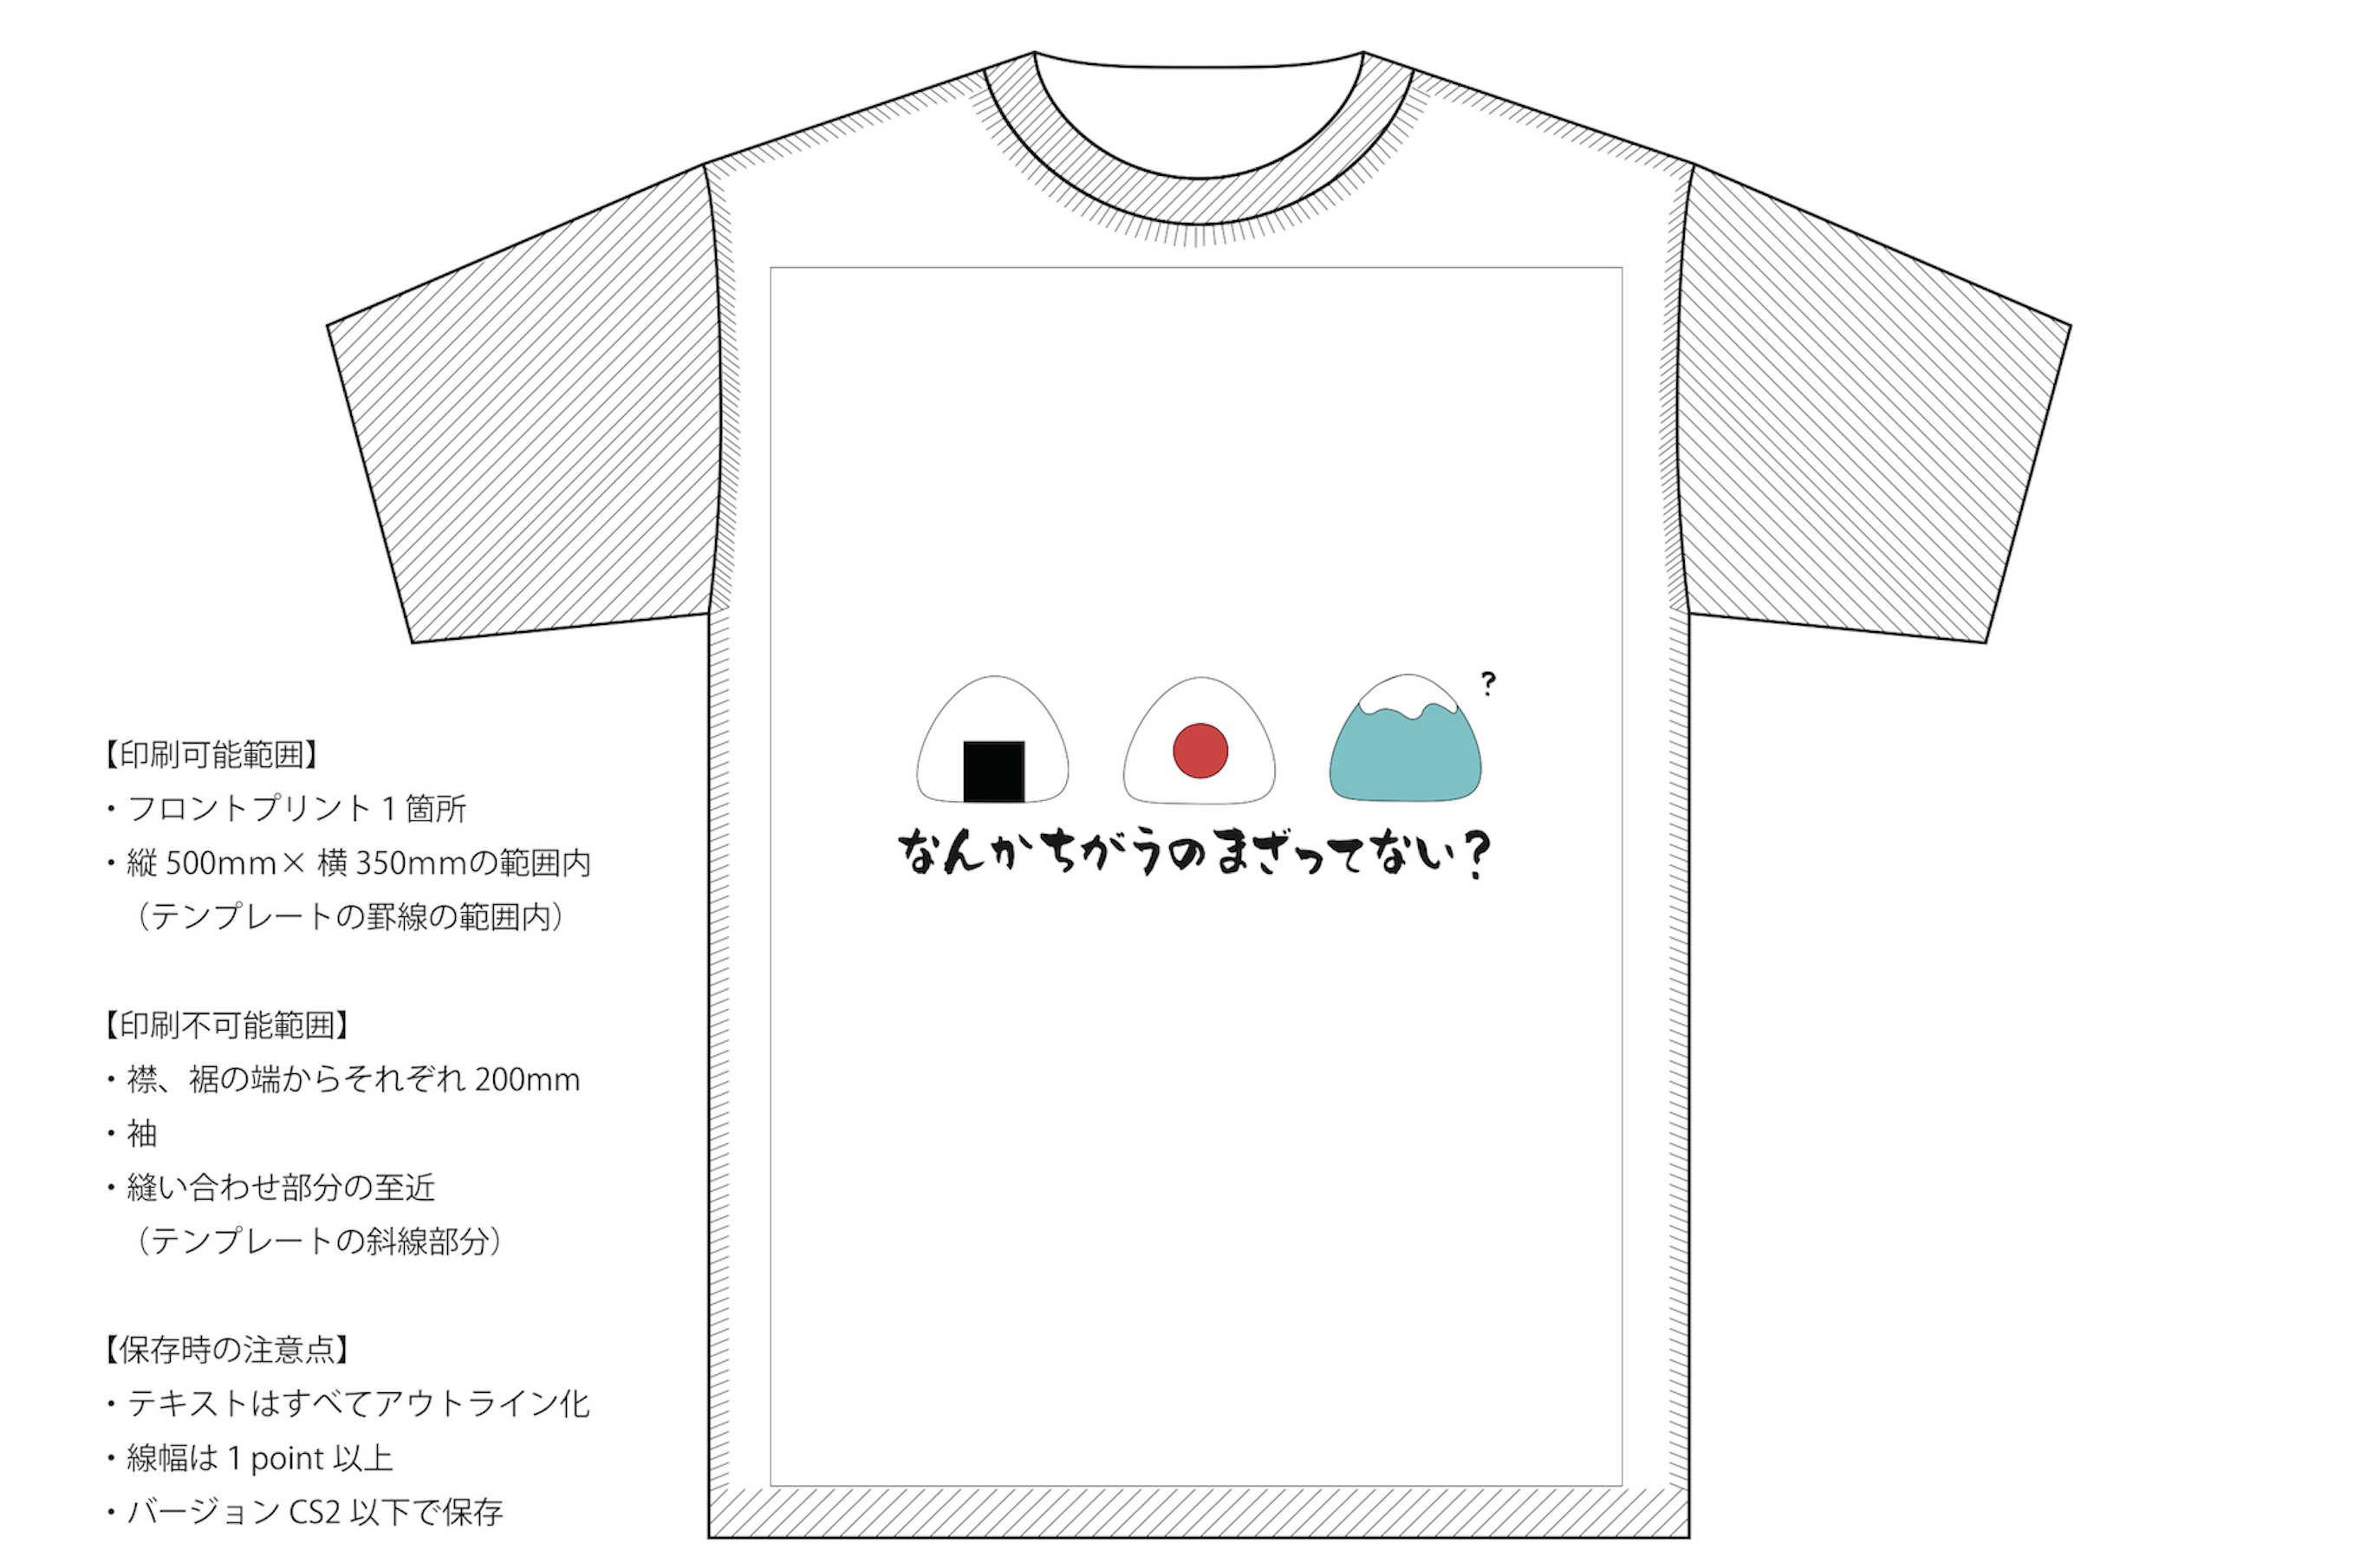 ?
なんかちがうのまざってない?
【印刷可能範囲】
・フロントプリント 1 箇所
・縦 500mm× 横 350mmの範囲内
（テンプレートの罫線の範囲内）
【印刷不可能範囲】
・襟、裾の端からそれぞれ 200mm
・袖
・縫い合わせ部分の至近
（テンプレートの斜線部分）
【保存時の注意点】
・テキストはすべてアウトライン化
・線幅は 1 point 以上
・バージョン CS2 以下で保存